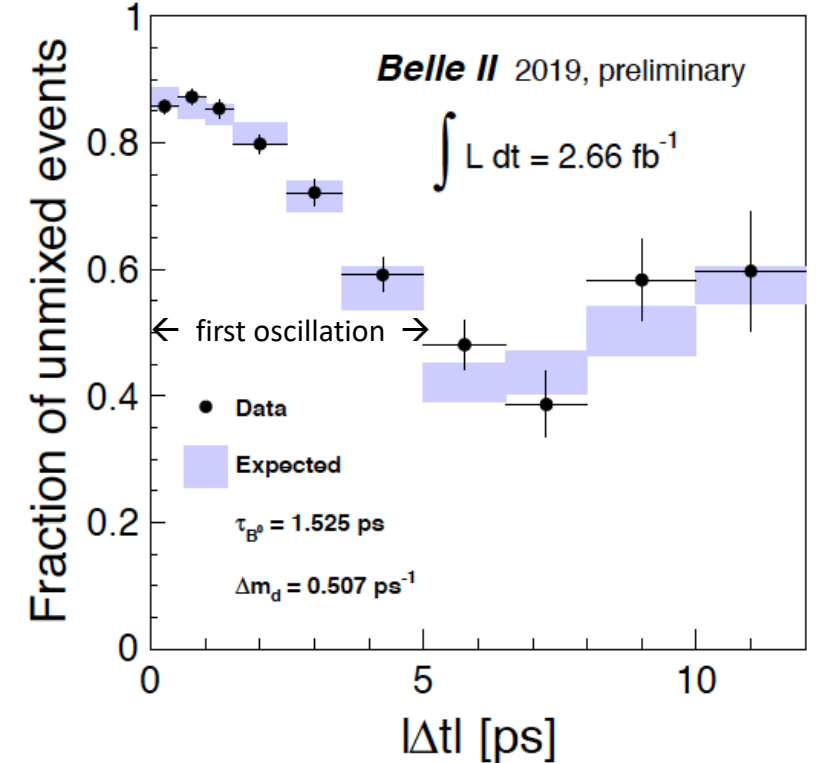 Belle II 2019, preliminary
∫ L dt = 2.66 fb⁻¹
Fraction of unmixed events
1
0.8
0.6
0.4
0.2
0
← first oscillation →
Data
Expected
τ_B⁰ = 1.525 ps
Δm_d = 0.507 ps⁻¹
0 5 10
|Δt| [ps]